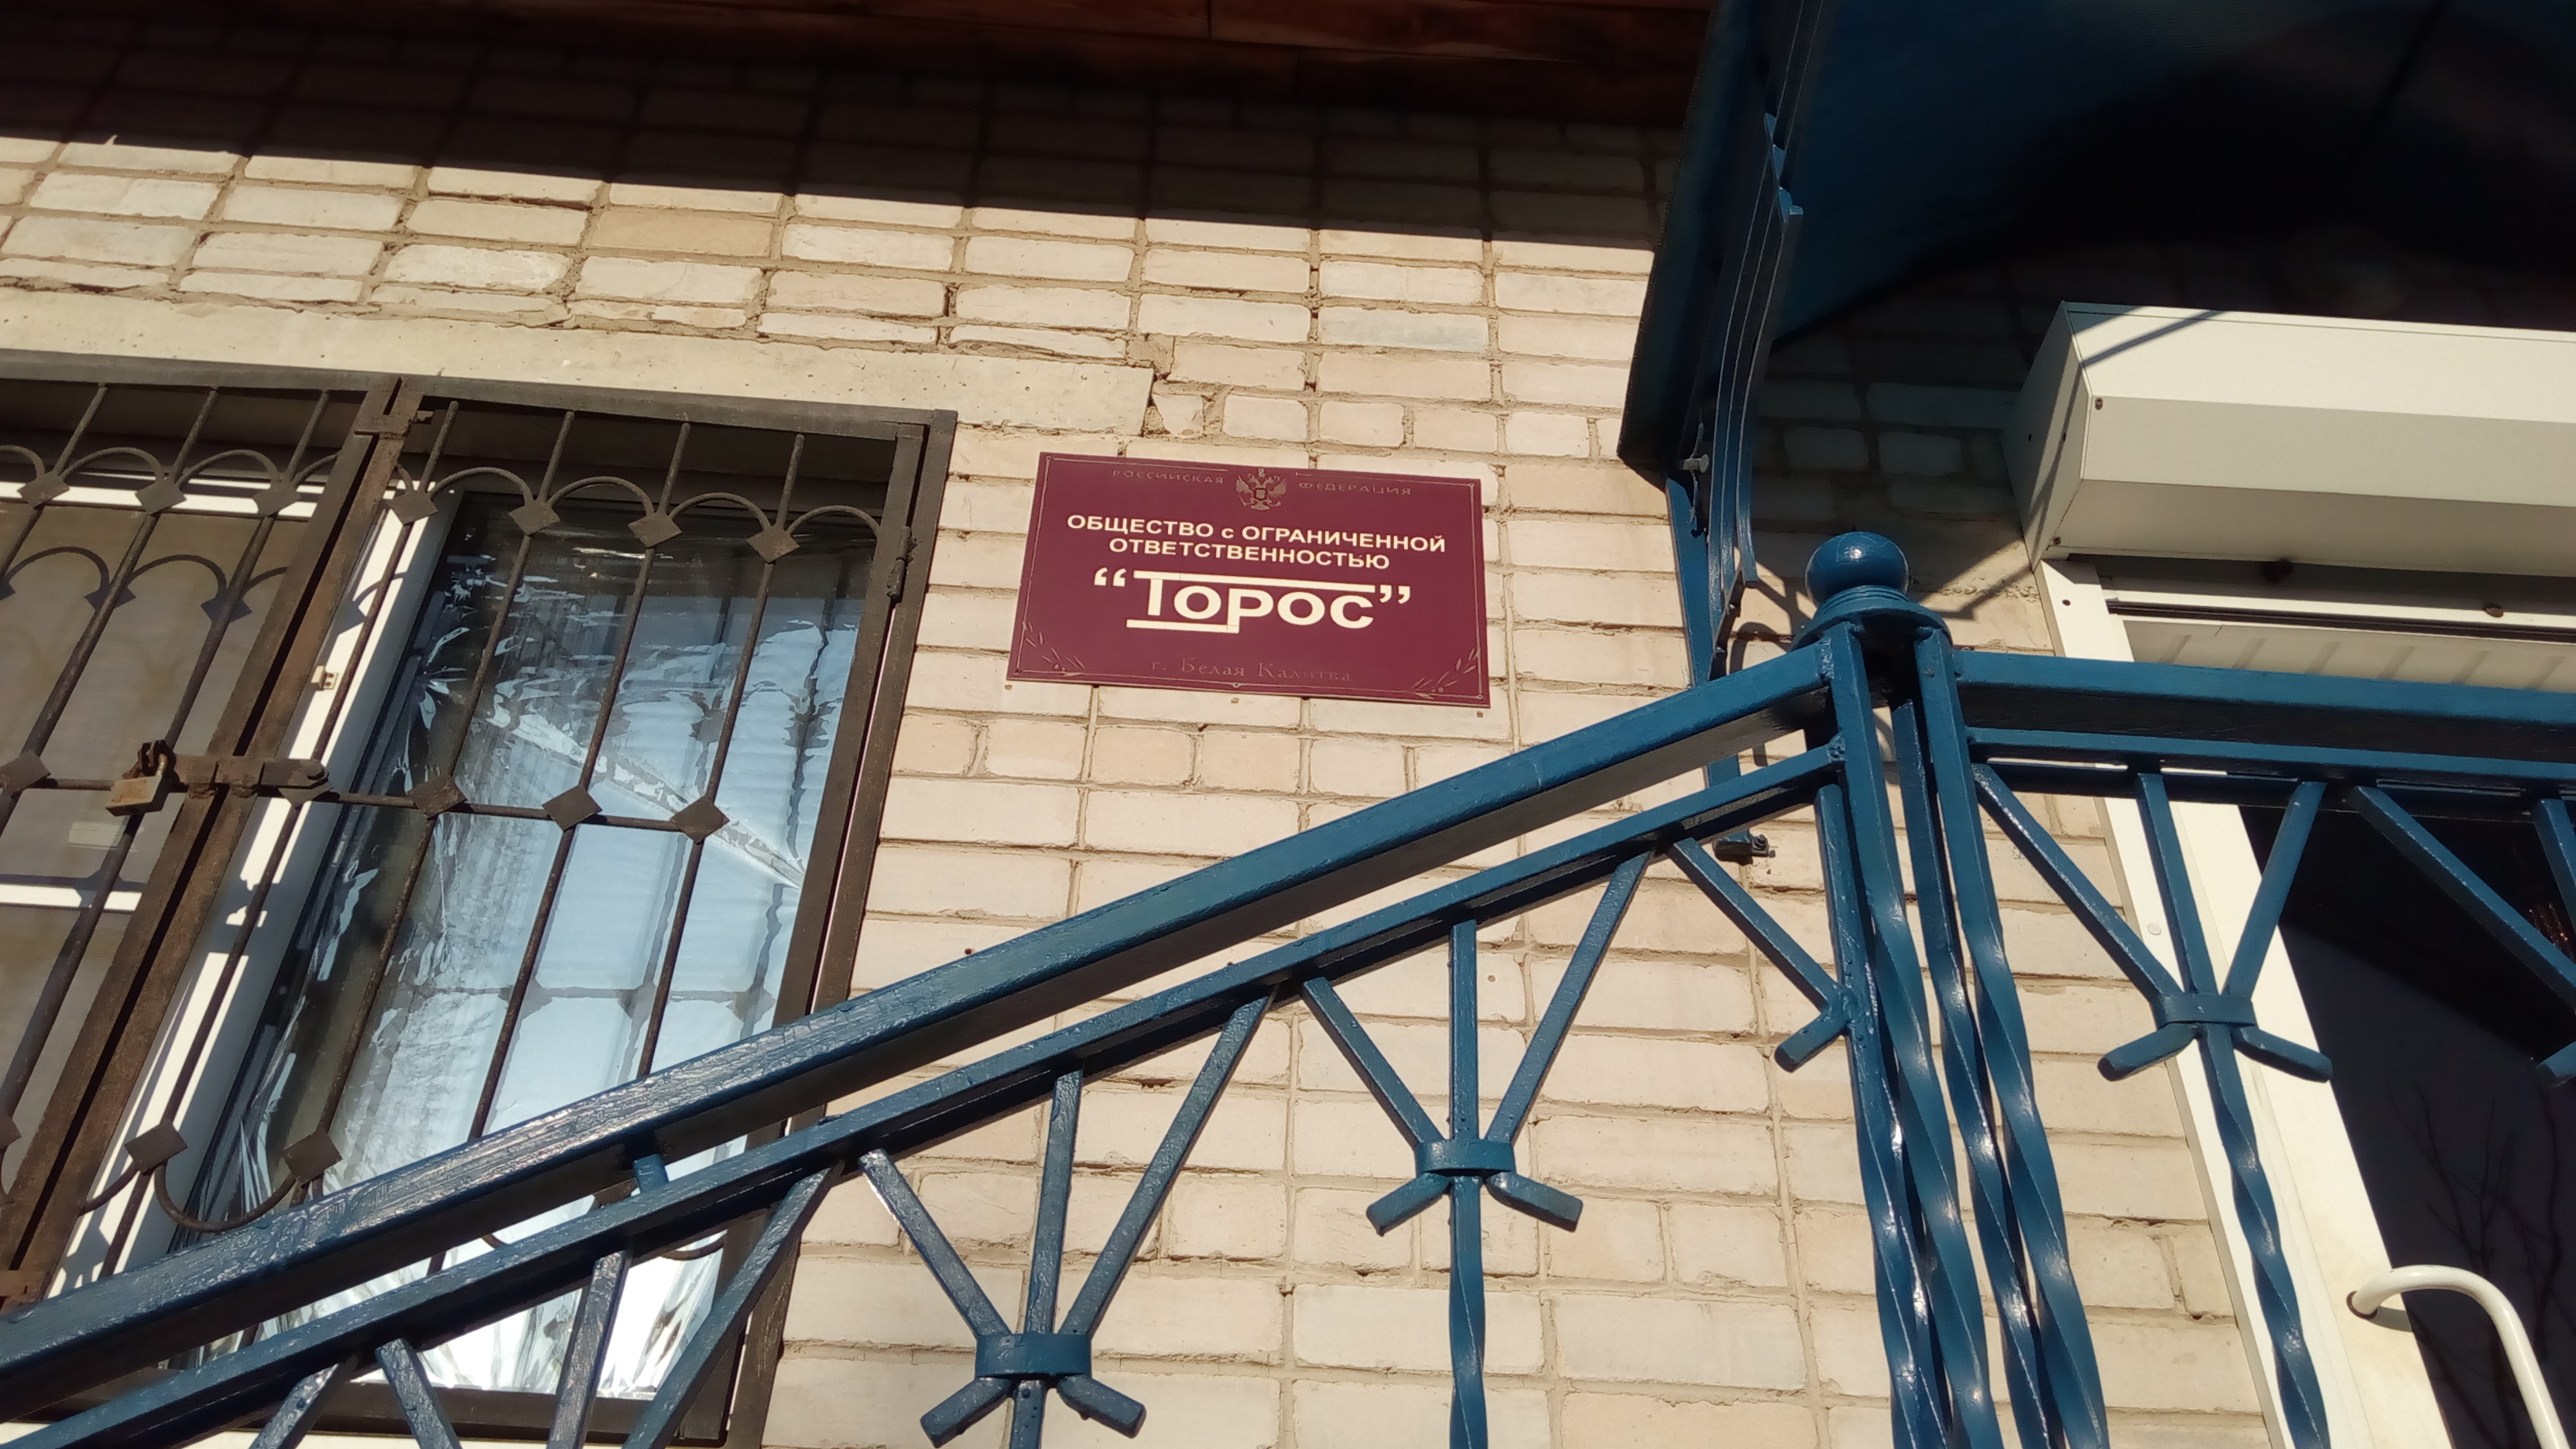 РОССИЙСКАЯ ФЕДЕРАЦИЯ
ОБЩЕСТВО с ОГРАНИЧЕННОЙ
ОТВЕТСТВЕННОСТЬЮ
“ТОРОС”
г. Белая Калитва